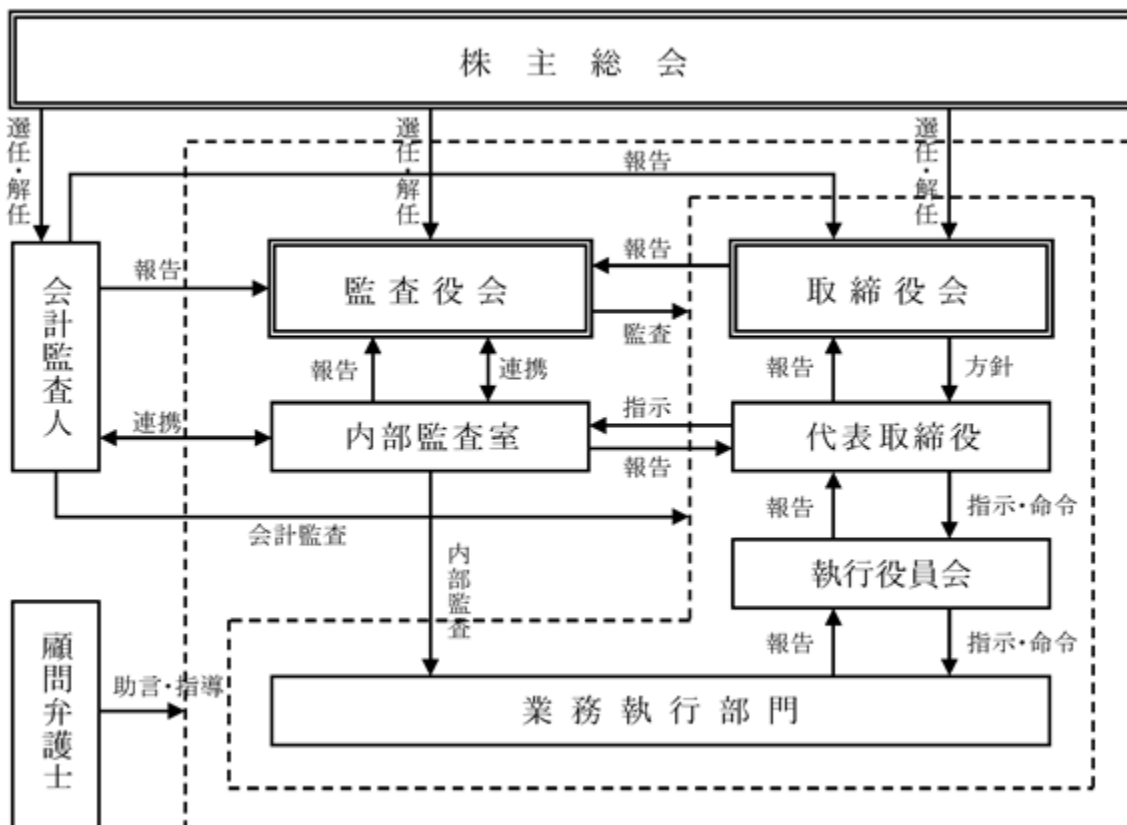 株主総会
選任・解任
選任・解任
選任・解任
報告
会計監査人
報告
監査役会
報告
監査
取締役会
報告
連携
報告
方針
連携
内部監査室
指示
報告
代表取締役
会計監査
報告
指示・命令
内部監査
執行役員会
報告
指示・命令
顧問弁護士
助言・指導
業務執行部門